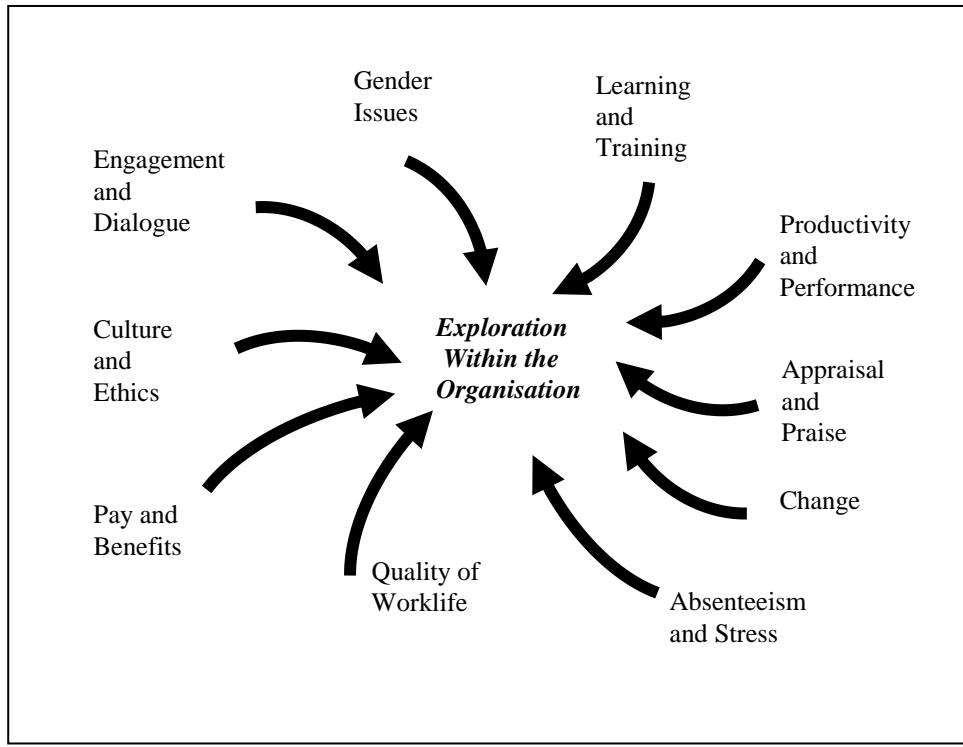 Gender
Issues
Learning
and
Training
Engagement
and
Dialogue
Productivity
and
Performance
Culture
and
Ethics
Exploration
Within the
Organisation
Appraisal
and
Praise
Pay and
Benefits
Change
Quality of
Worklife
Absenteeism
and Stress